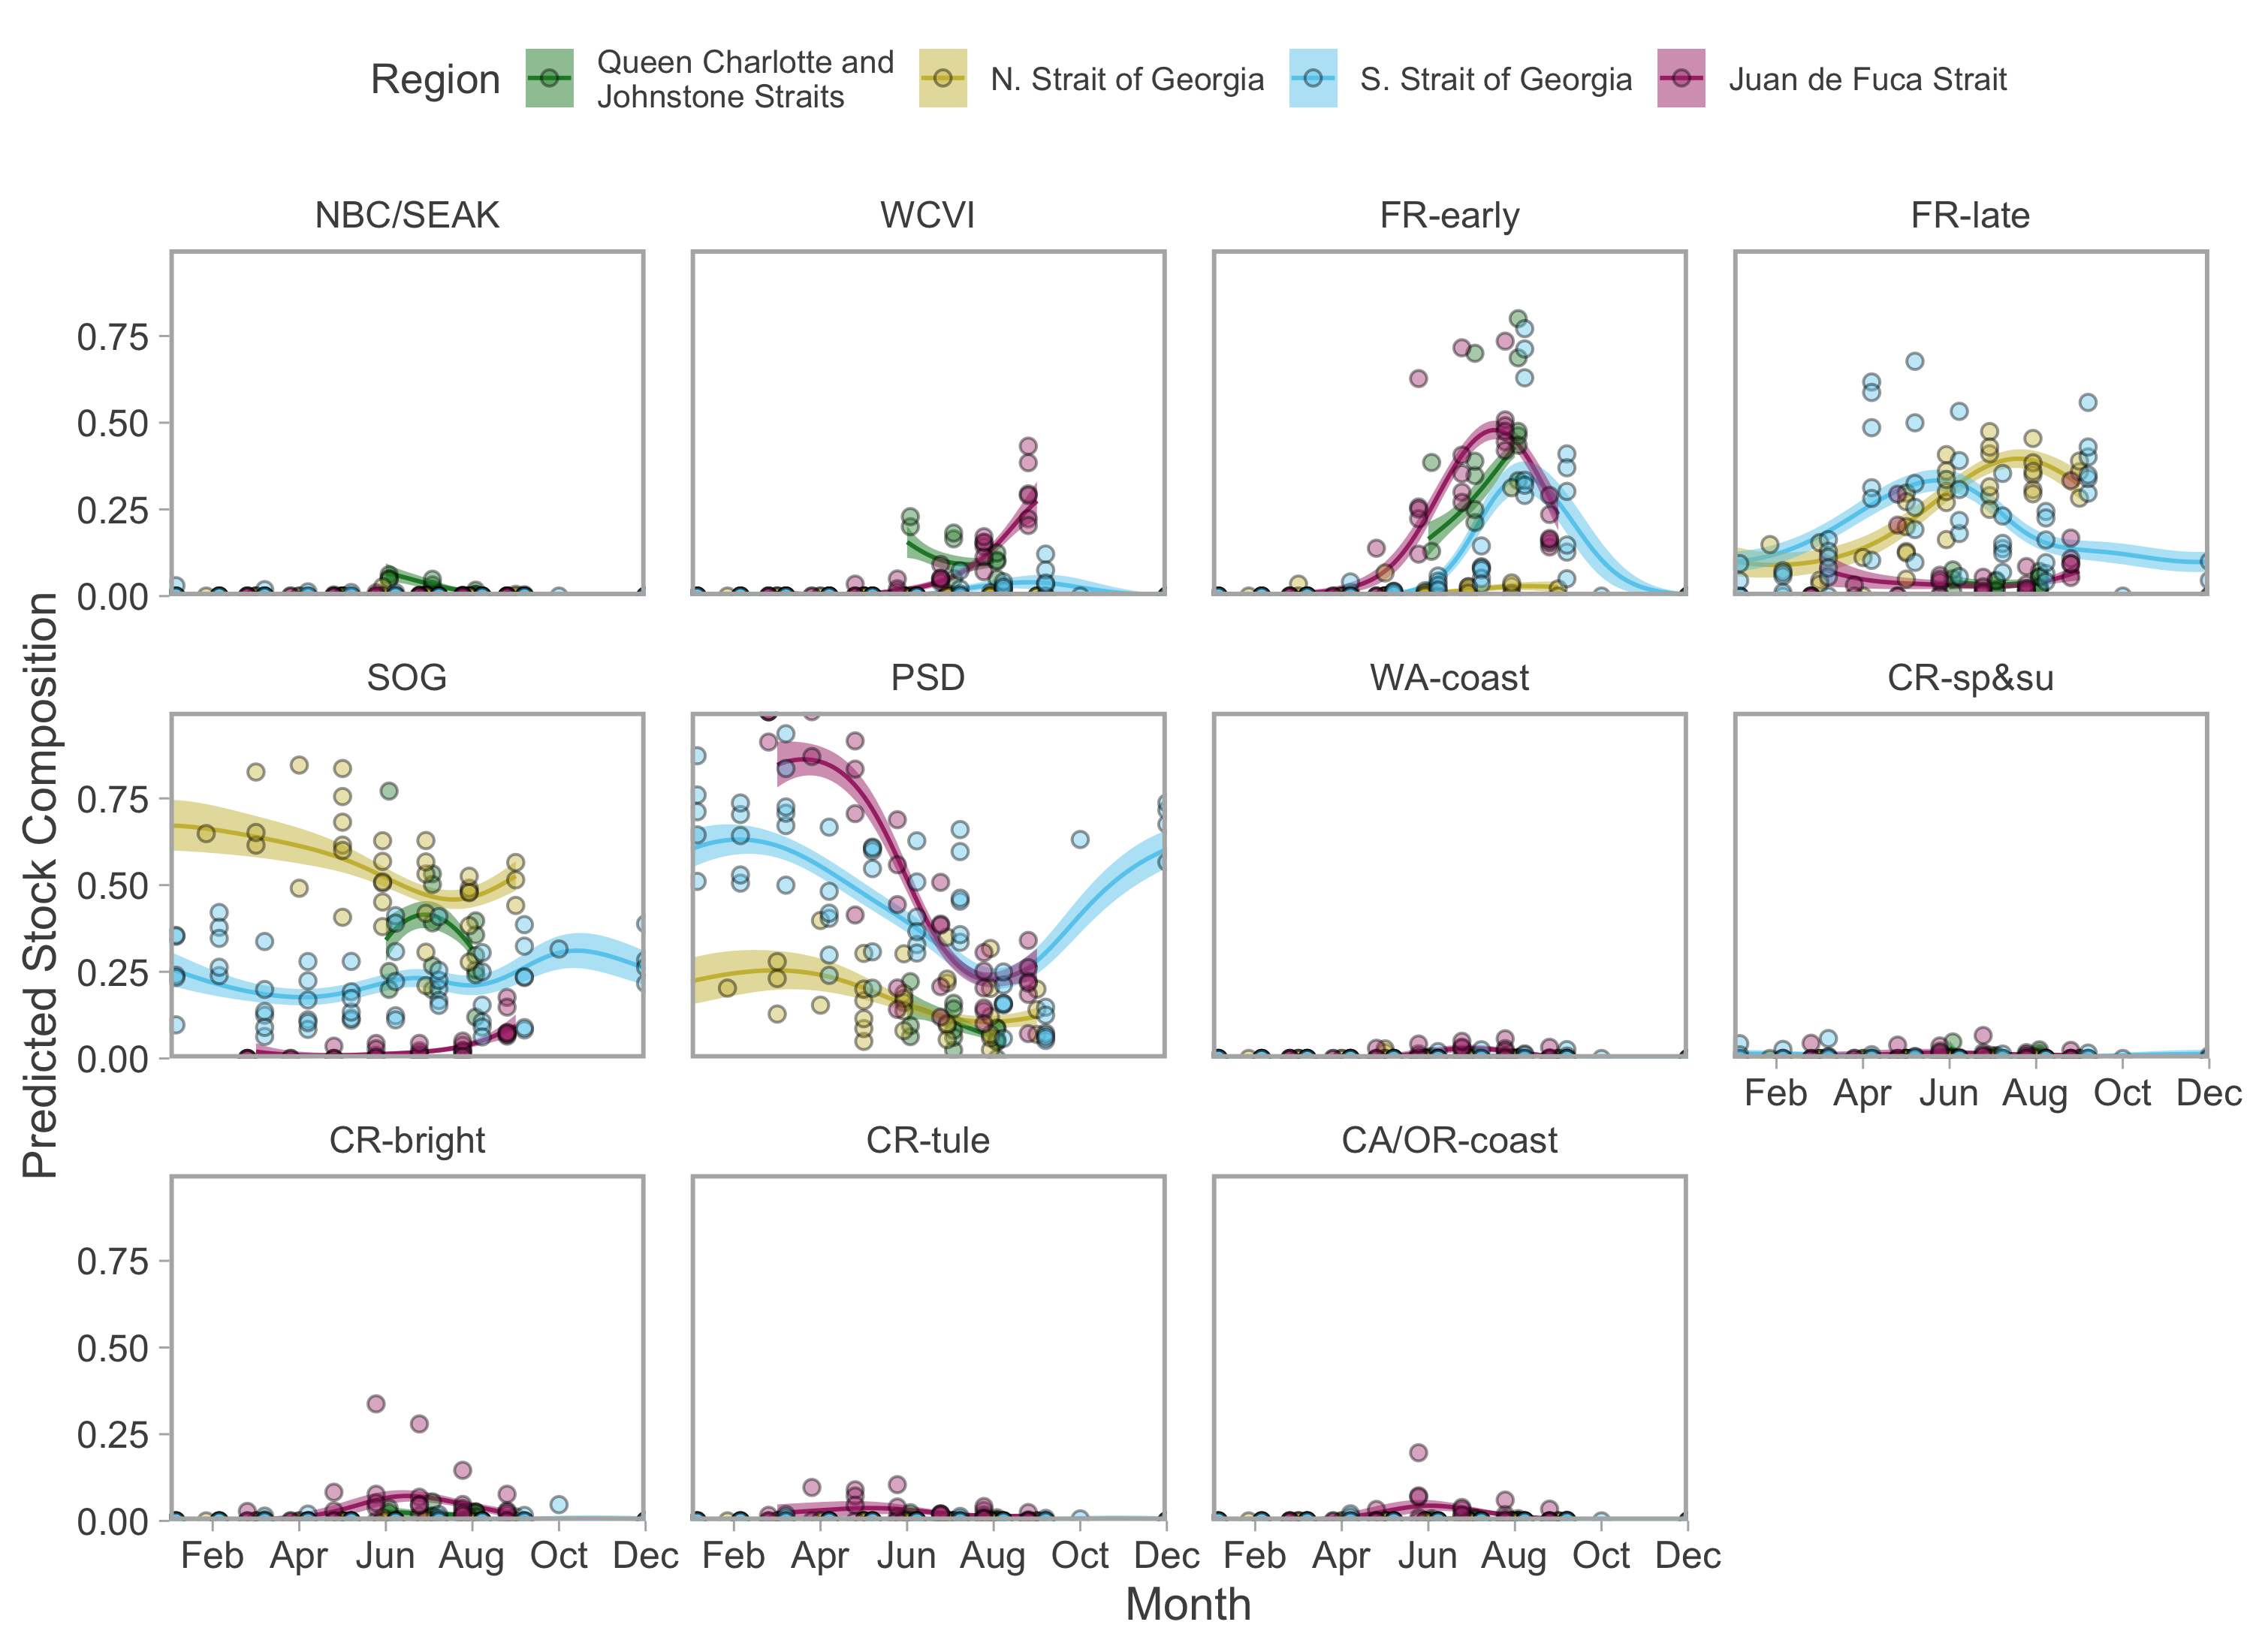 Region
Queen Charlotte and
Johnstone Straits
N. Strait of Georgia
S. Strait of Georgia
Juan de Fuca Strait
NBC/SEAK
WCVI
FR-early
FR-late
0.75
0.50
0.25
0.00
SOG
PSD
WA-coast
CR-sp&su
0.75
0.50
0.25
0.00
Feb Apr Jun Aug Oct Dec
Predicted Stock Composition
CR-bright
CR-tule
CA/OR-coast
0.75
0.50
0.25
0.00
Feb Apr Jun Aug Oct Dec
Feb Apr Jun Aug Oct Dec
Feb Apr Jun Aug Oct Dec
Month